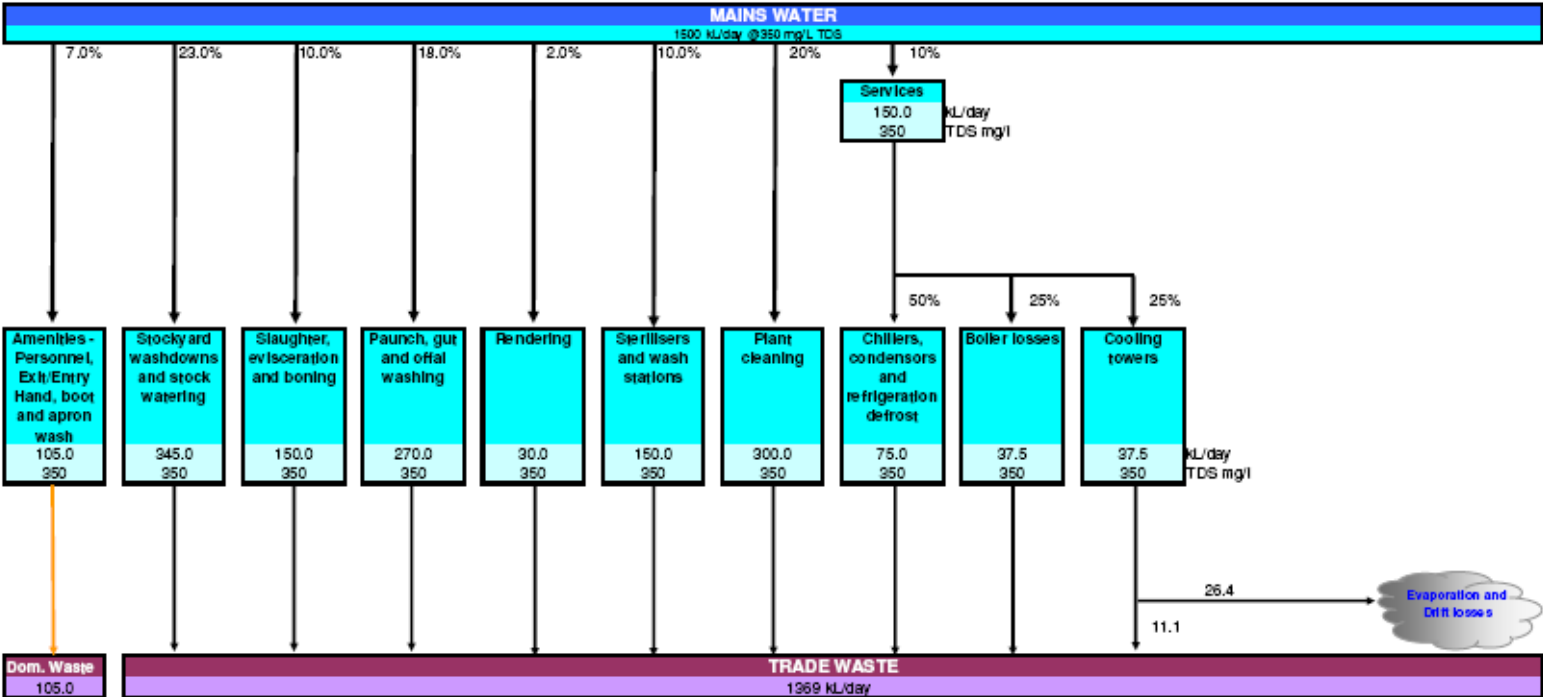 MAINS WATER
1500 kL/day @350 mg/L TDS
7.0%
23.0%
10.0%
18.0%
2.0%
10.0%
20%
10%
Services
150.0 kL/day
350 TDS mg/l
50%
25%
25%
Amenities -
Personnel,
Exit/Entry
Hand, boot
and apron
wash
105.0
350
Stockyard
washdowns
and stock
watering
345.0
350
Slaughter,
evisceration
and boning
150.0
350
Paunch, gut
and offal
washing
270.0
350
Rendering
30.0
350
Sterilisers
and wash
stations
150.0
350
Plant
cleaning
300.0
350
Chillers,
condensors
and
refrigeration
defrost
75.0
350
Boiler losses
37.5
350
Cooling
towers
37.5 kL/day
350 TDS mg/l
26.4
Evaporation and
Drift losses
11.1
Dom. Waste
105.0
TRADE WASTE
1369 kL/day